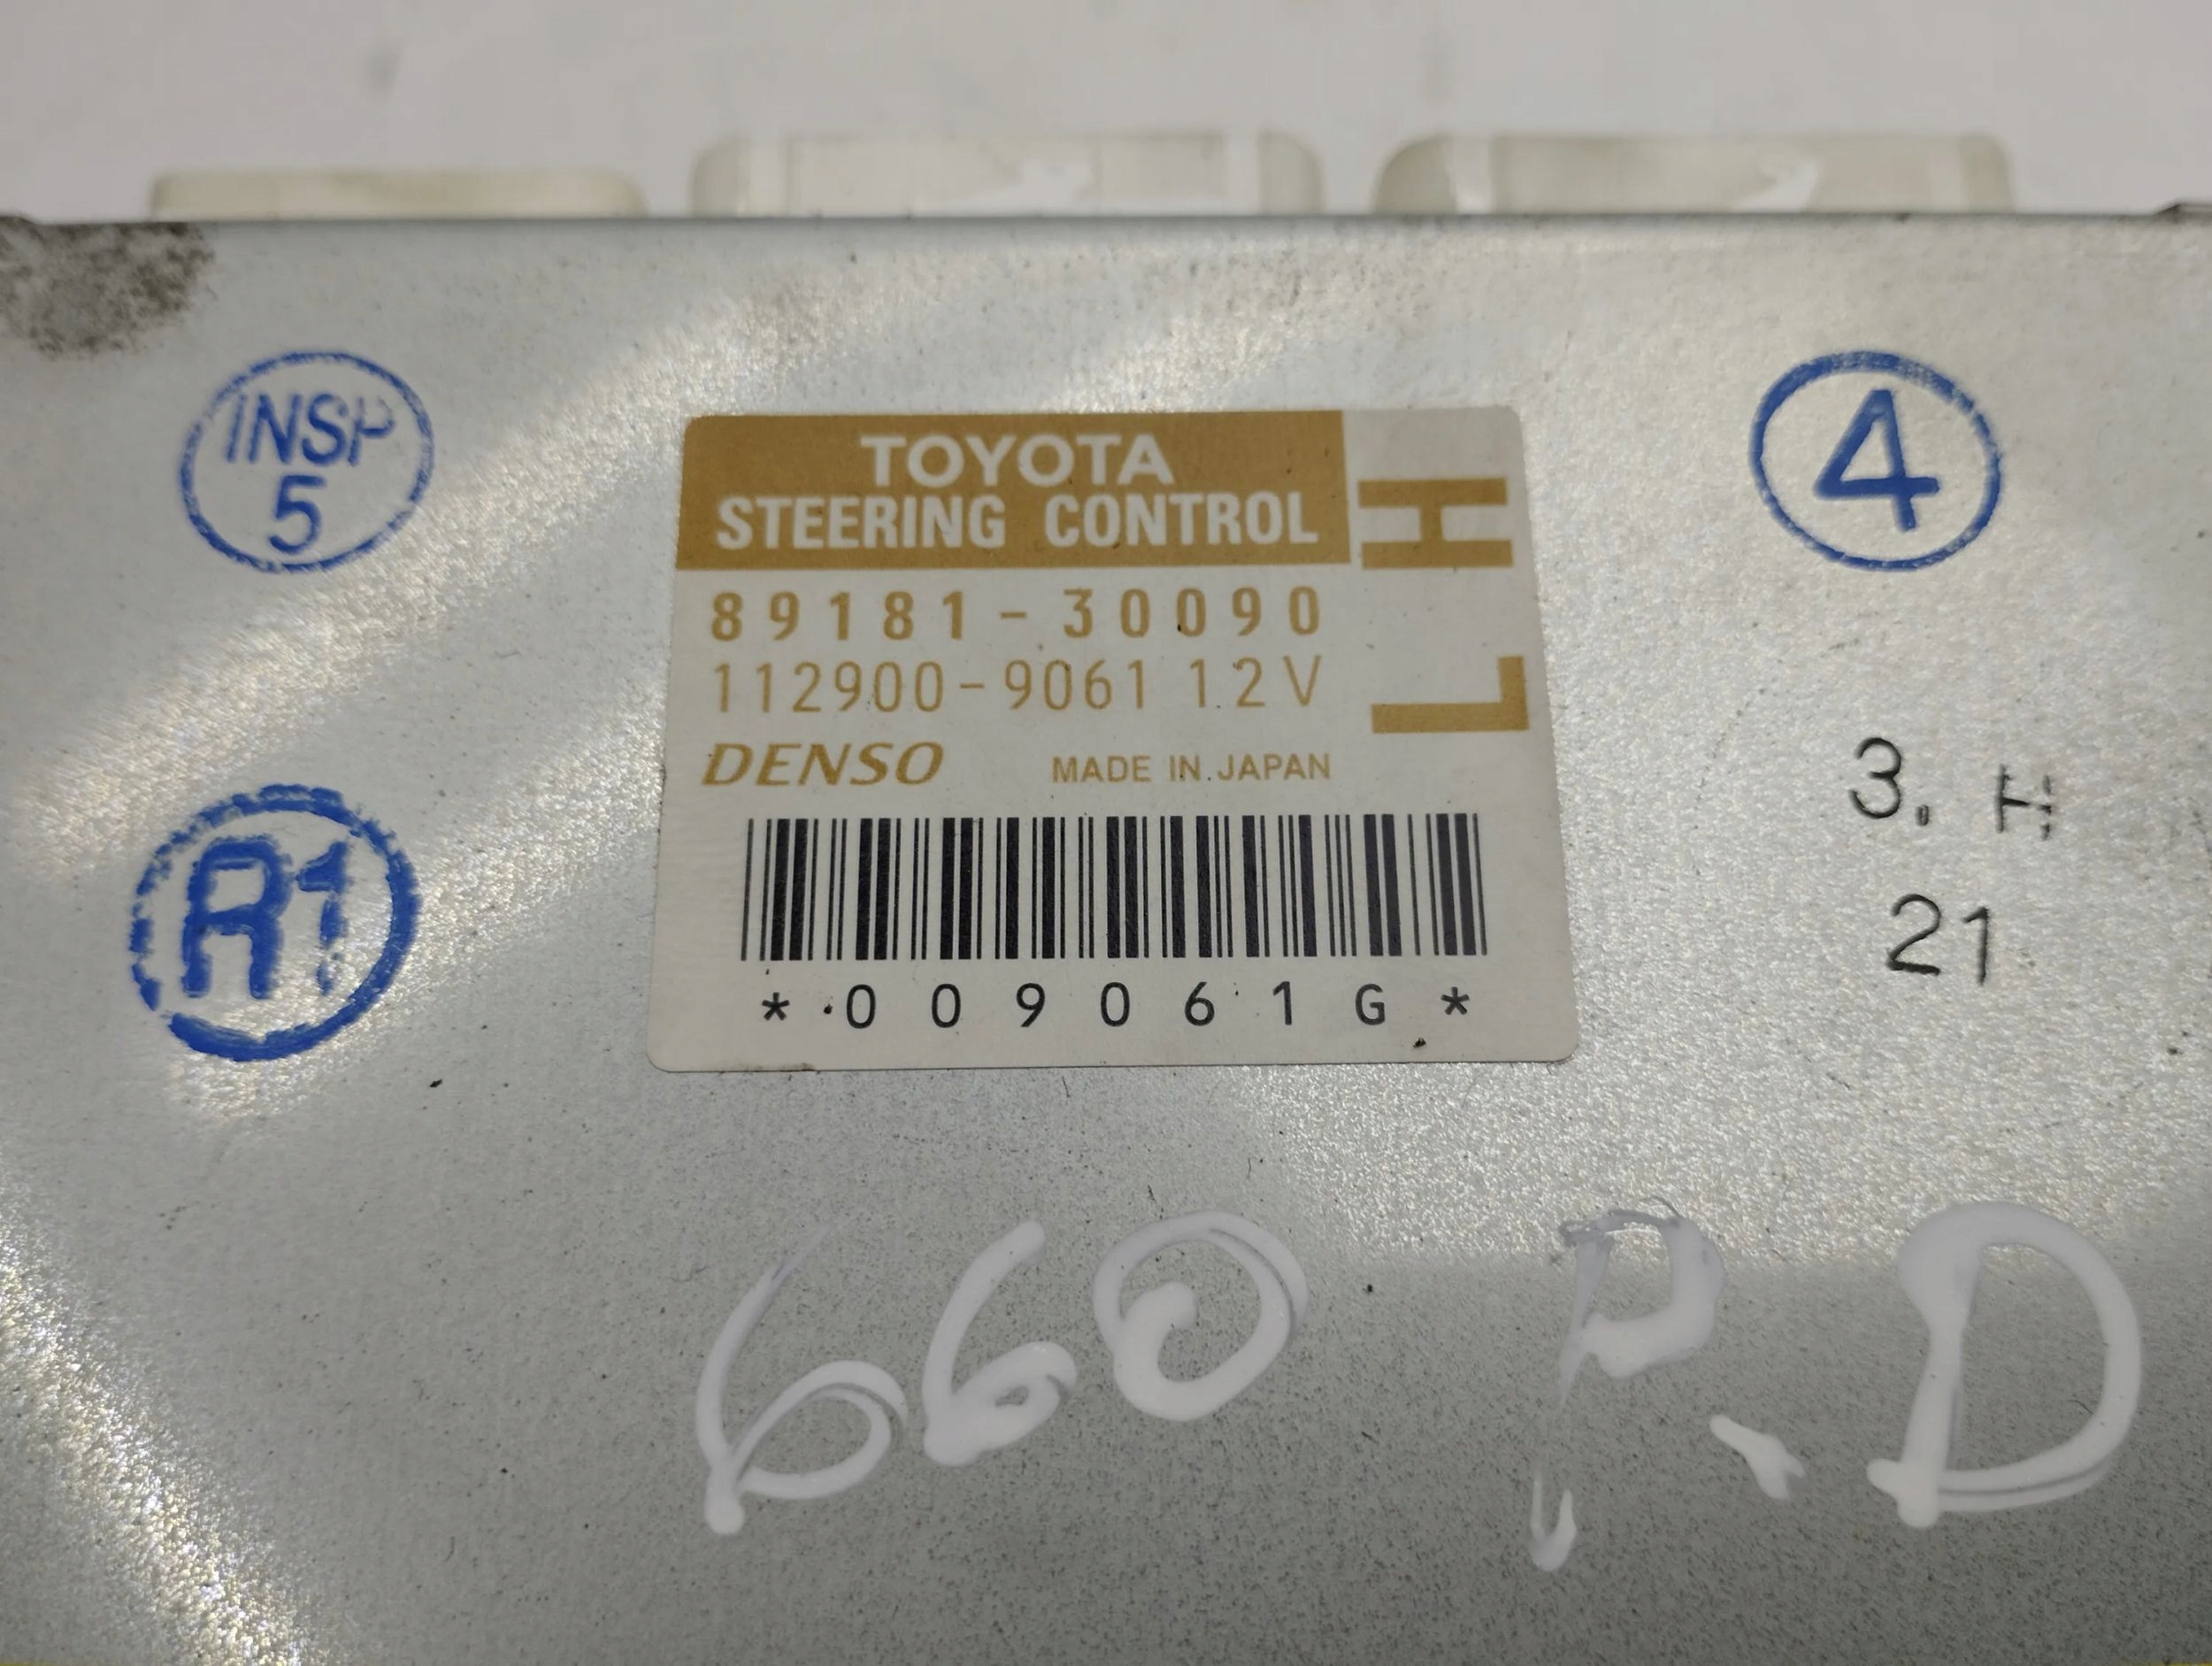 INSP
5
TOYOTA
STEERING CONTROL
H
L
89181-30090
112900-9061 12V
DENSO MADE IN JAPAN
*009061G*
4
R1
3.
21
660 P.D